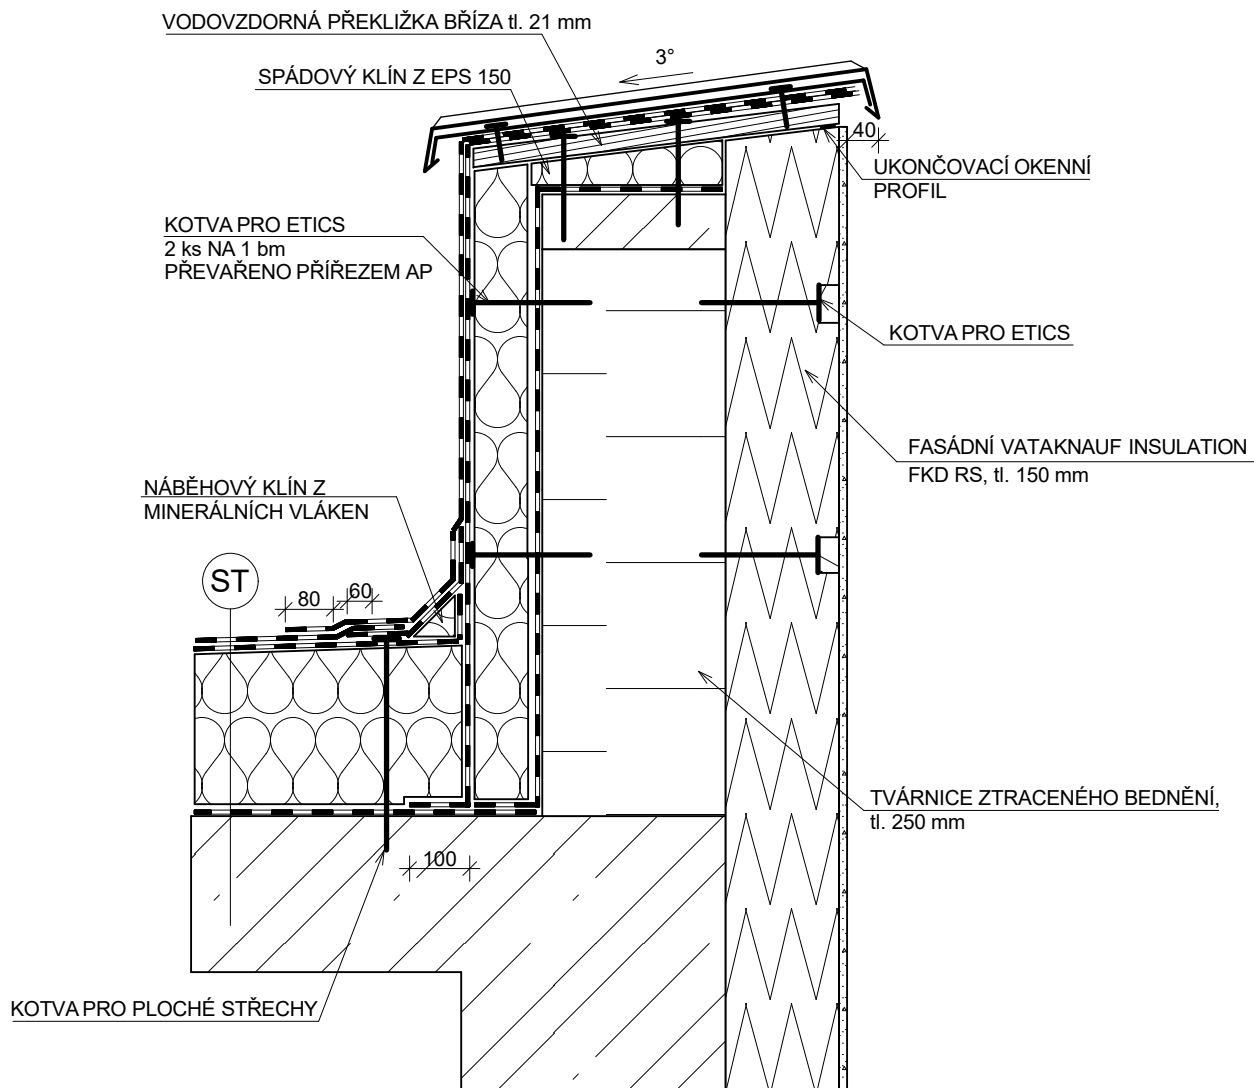 VODOVZDORNÁ PŘEKLIŽKA BŘÍZA tl. 21 mm
3°
SPÁDOVÝ KLÍN Z EPS 150
40
UKONČOVACÍ OKENNÍ
PROFIL
KOTVA PRO ETICS
2 ks NA 1 bm
PŘEVAŘENO PŘÍŘEZEM AP
KOTVA PRO ETICS
FASÁDNÍ VATAKNAUF INSULATION
FKD RS, tl. 150 mm
NÁBĚHOVÝ KLÍN Z
MINERÁLNÍCH VLÁKEN
ST
80
60
TVÁRNICE ZTRACENÉHO BEDNĚNÍ,
tl. 250 mm
100
KOTVA PRO PLOCHÉ STŘECHY